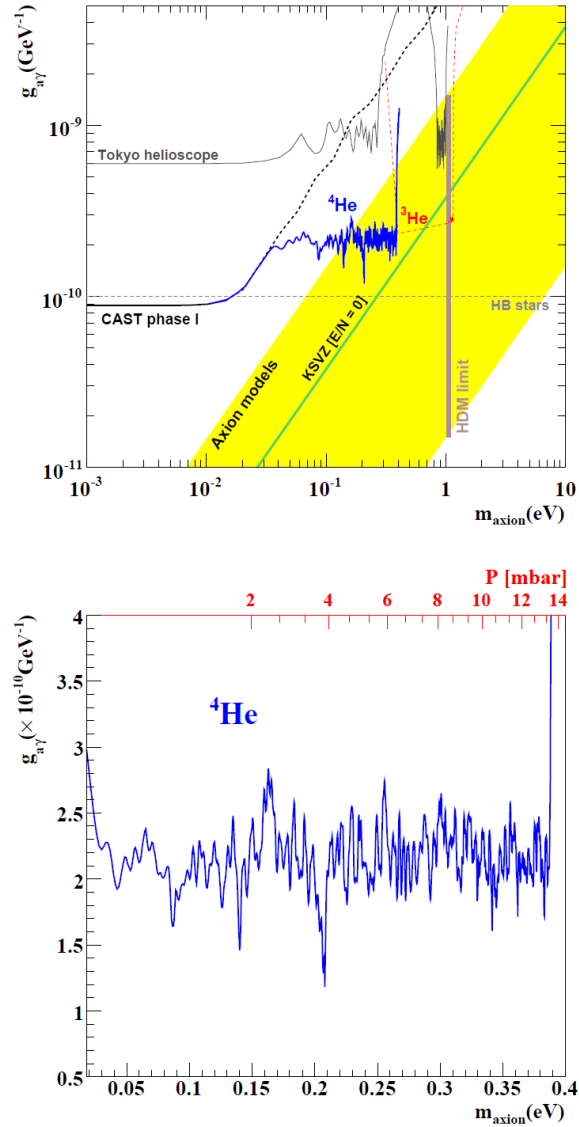 g_aγ(GeV⁻¹)
10⁻⁹
Tokyo helioscope
⁴He
³He
10⁻¹⁰
CAST phase I
HB stars
Axion models
KSVZ [E/N = 0]
HDM limit
10⁻¹¹
10⁻³ 10⁻² 10⁻¹ 1 10
m_axion(eV)
P [mbar]
2 4 6 8 10 12 14
g_aγ(× 10⁻¹⁰GeV⁻¹)
4
3.5
⁴He
3
2.5
2
1.5
1
0.5
0.05 0.1 0.15 0.2 0.25 0.3 0.35 0.4
m_axion(eV)